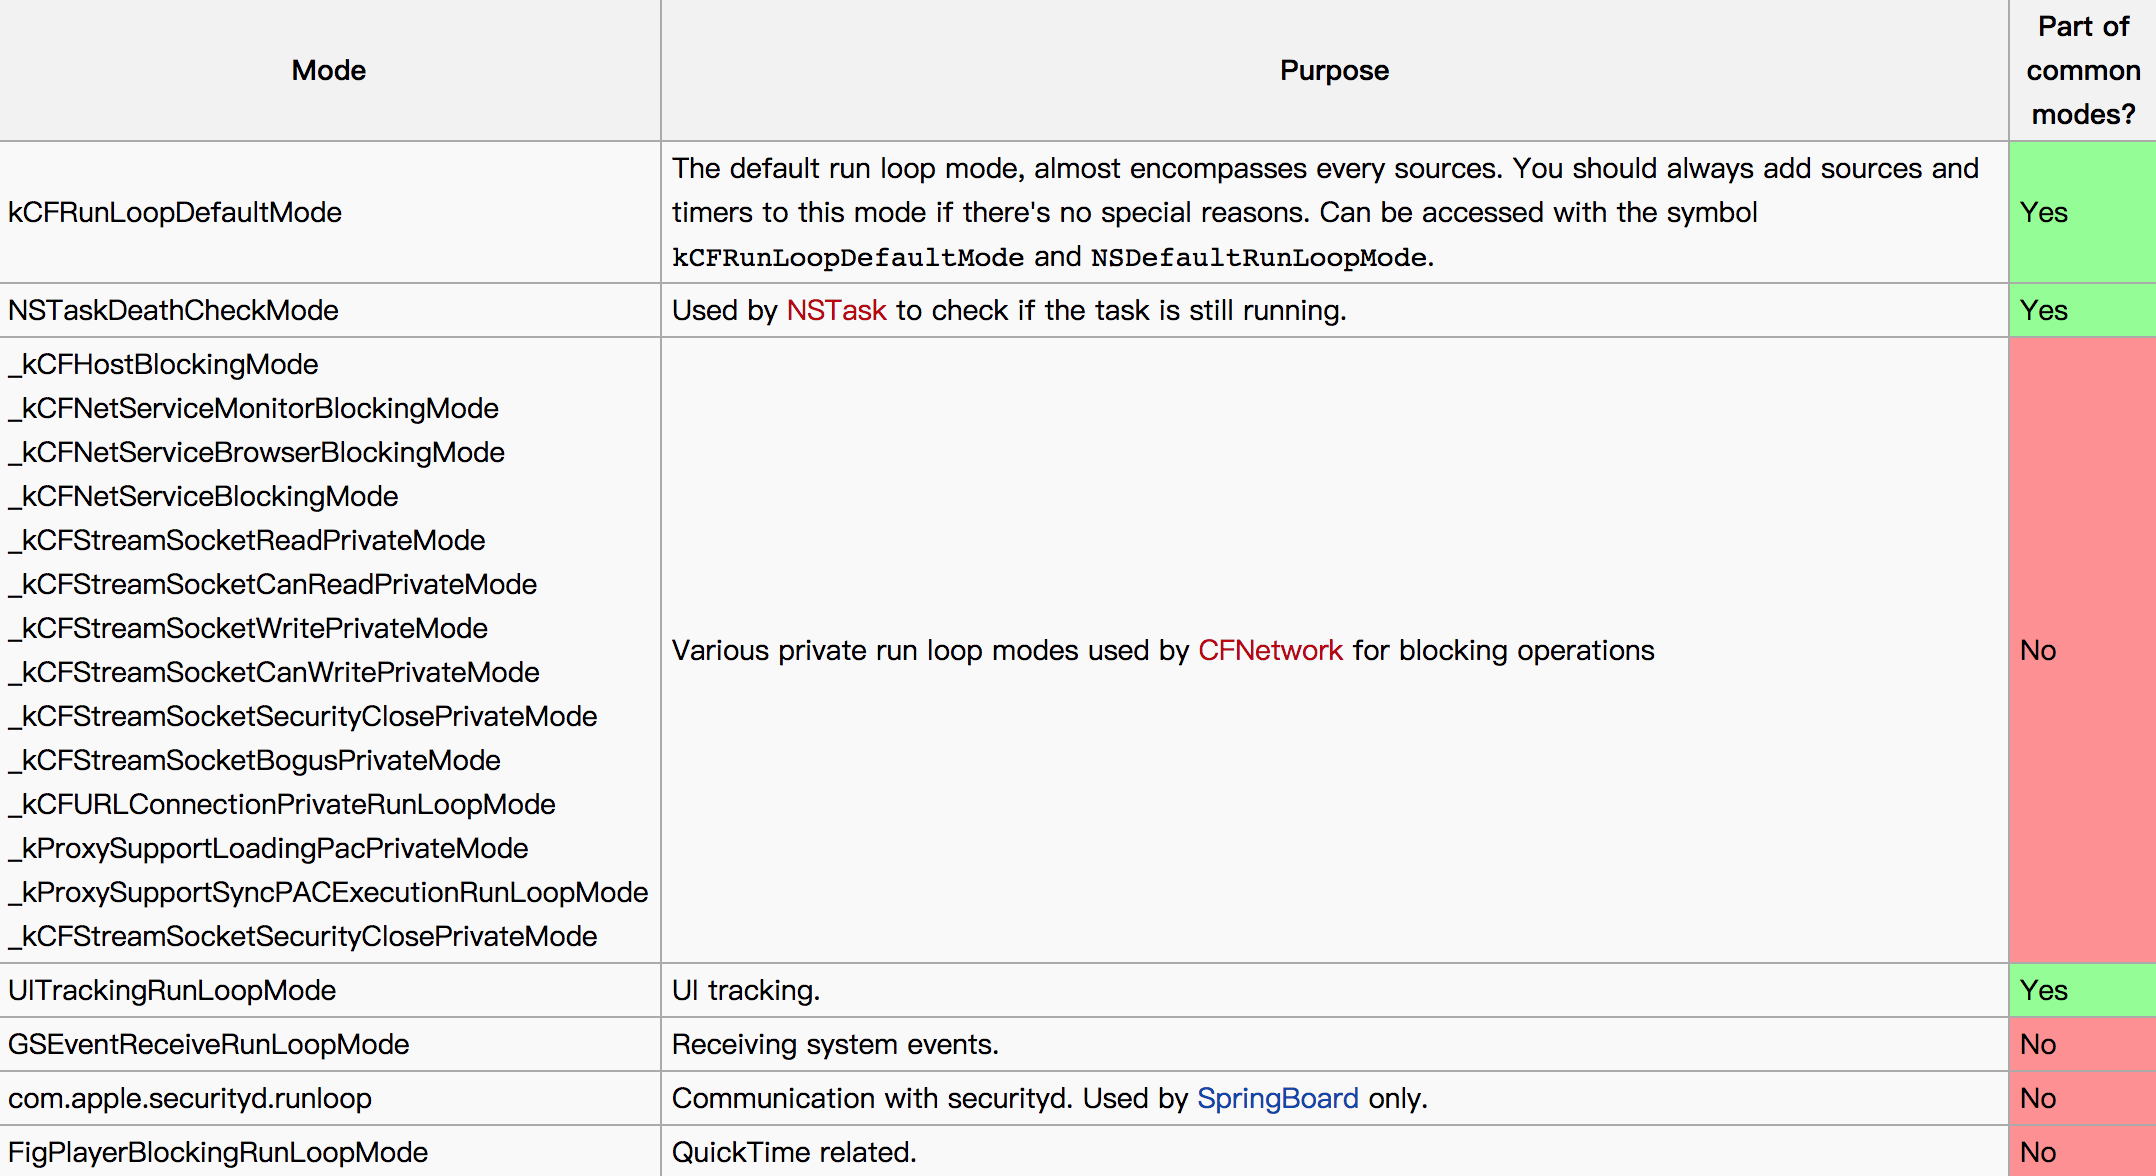 Mode
Purpose
Part of
common
modes?
kCFRunLoopDefaultMode
The default run loop mode, almost encompasses every sources. You should always add sources and
timers to this mode if there's no special reasons. Can be accessed with the symbol
kCFRunLoopDefaultMode and NSDefaultRunLoopMode.
Yes
NSTaskDeathCheckMode
Used by NSTask to check if the task is still running.
Yes
_kCFHostBlockingMode
_kCFNetServiceMonitorBlockingMode
_kCFNetServiceBrowserBlockingMode
_kCFNetServiceBlockingMode
_kCFStreamSocketReadPrivateMode
_kCFStreamSocketCanReadPrivateMode
_kCFStreamSocketWritePrivateMode
_kCFStreamSocketCanWritePrivateMode
_kCFStreamSocketSecurityClosePrivateMode
_kCFStreamSocketBogusPrivateMode
_kCFURLConnectionPrivateRunLoopMode
_kProxySupportLoadingPacPrivateMode
_kProxySupportSyncPACExecutionRunLoopMode
_kCFStreamSocketSecurityClosePrivateMode
Various private run loop modes used by CFNetwork for blocking operations
No
UITrackingRunLoopMode
UI tracking.
Yes
GSEventReceiveRunLoopMode
Receiving system events.
No
com.apple.securityd.runloop
Communication with securityd. Used by SpringBoard only.
No
FigPlayerBlockingRunLoopMode
QuickTime related.
No